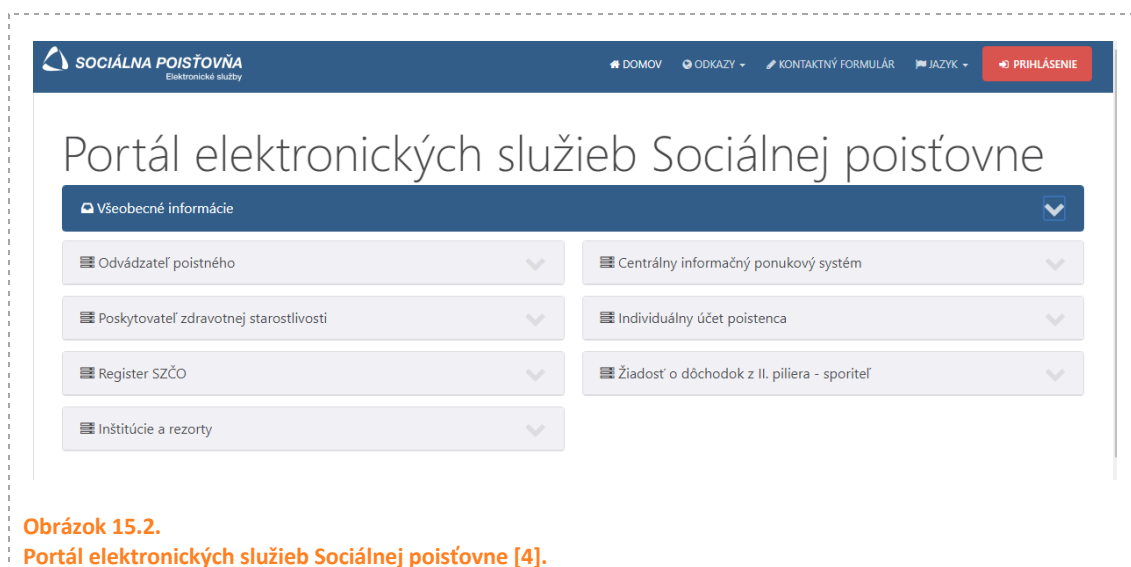 SOCIÁLNA POISŤOVŇA
Elektronické služby
DOMOV ODKAZY KONTAKTNÝ FORMULÁR JAZYK PRIHLÁSENIE
Portál elektronických služieb Sociálnej poisťovne
Všeobecné informácie
Odvádzateľ poistného
Centrálny informačný ponukový systém
Poskytovateľ zdravotnej starostlivosti
Individuálny účet poistenca
Register SZČO
Žiadosť o dôchodok z II. piliera - sporiteľ
Inštitúcie a rezorty
Obrázok 15.2.
Portál elektronických služieb Sociálnej poisťovne [4].